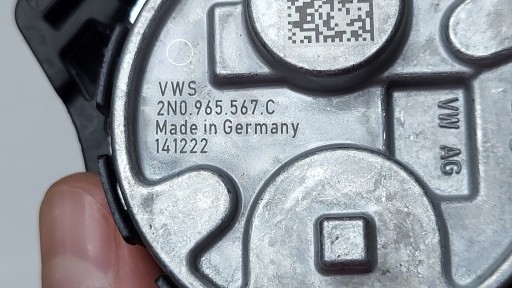 VWS
2N0.965.567.C
Made in Germany
141222
VW AG